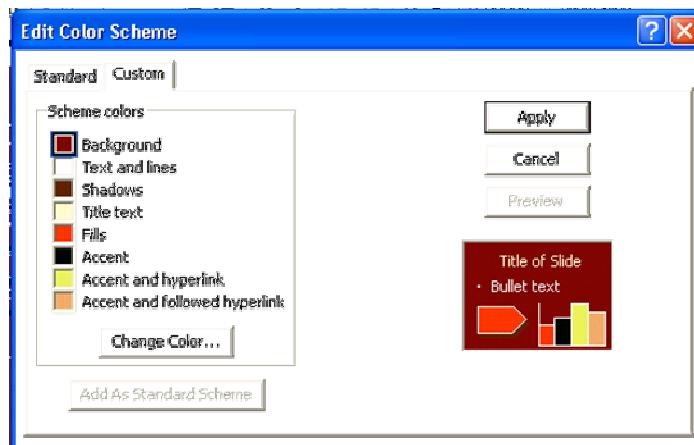 Edit Color Scheme
Standard Custom
Scheme colors
Background
Text and lines
Shadows
Title text
Fills
Accent
Accent and hyperlink
Accent and followed hyperlink
Change Color...
Add As Standard Scheme
Apply
Cancel
Preview
Title of Slide
• Bullet text